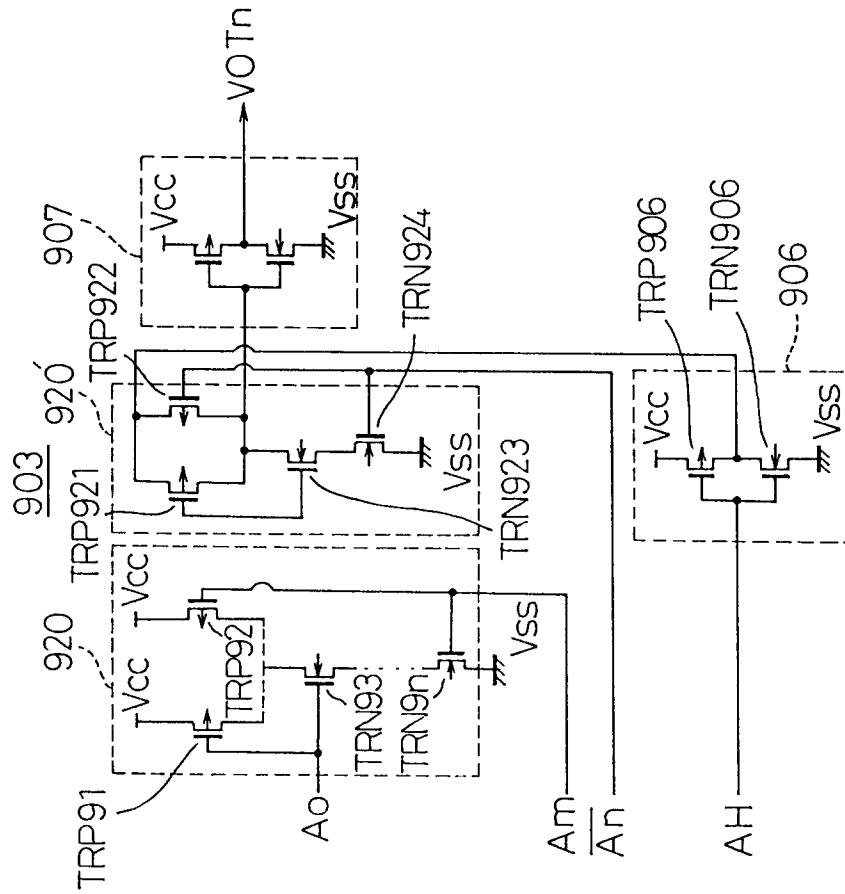 903
920
920'
TRP922
907
VCC
VCC
VCC
TRP91
TRP921
TRP92
VOTn
Ao
TRN93
TRN9n
VSS
TRN923
VSS
TRN924
VSS
Am
An
AH
VCC
TRP906
TRN906
VSS
906